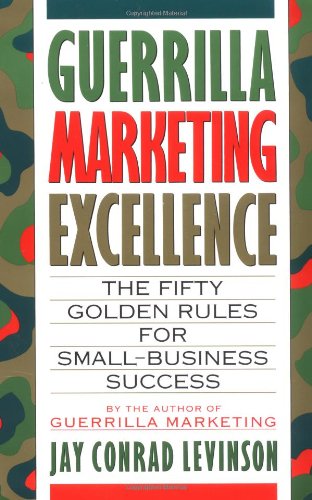 GUERRILLA
MARKETING
EXCELLENCE
THE FIFTY
GOLDEN RULES
FOR
SMALL-BUSINESS
SUCCESS
BY THE AUTHOR OF
GUERRILLA MARKETING
JAY CONRAD LEVINSON